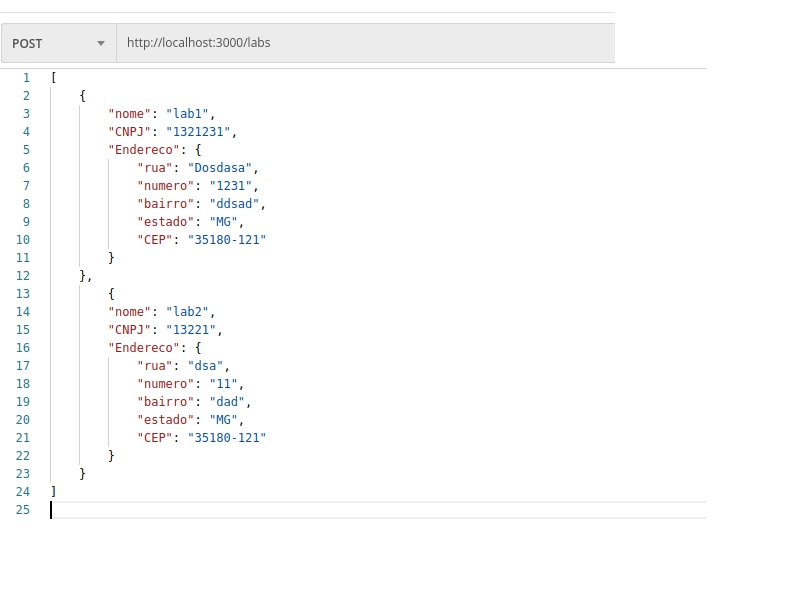 POST http://localhost:3000/labs
1 [
2 {
3 "nome": "lab1",
4 "CNPJ": "1321231",
5 "Endereco": {
6 "rua": "Dosdasa",
7 "numero": "1231",
8 "bairro": "ddsad",
9 "estado": "MG",
10 "CEP": "35180-121"
11 }
12 },
13 {
14 "nome": "lab2",
15 "CNPJ": "13221",
16 "Endereco": {
17 "rua": "dsa",
18 "numero": "11",
19 "bairro": "dad",
20 "estado": "MG",
21 "CEP": "35180-121"
22 }
23 }
24 ]
25